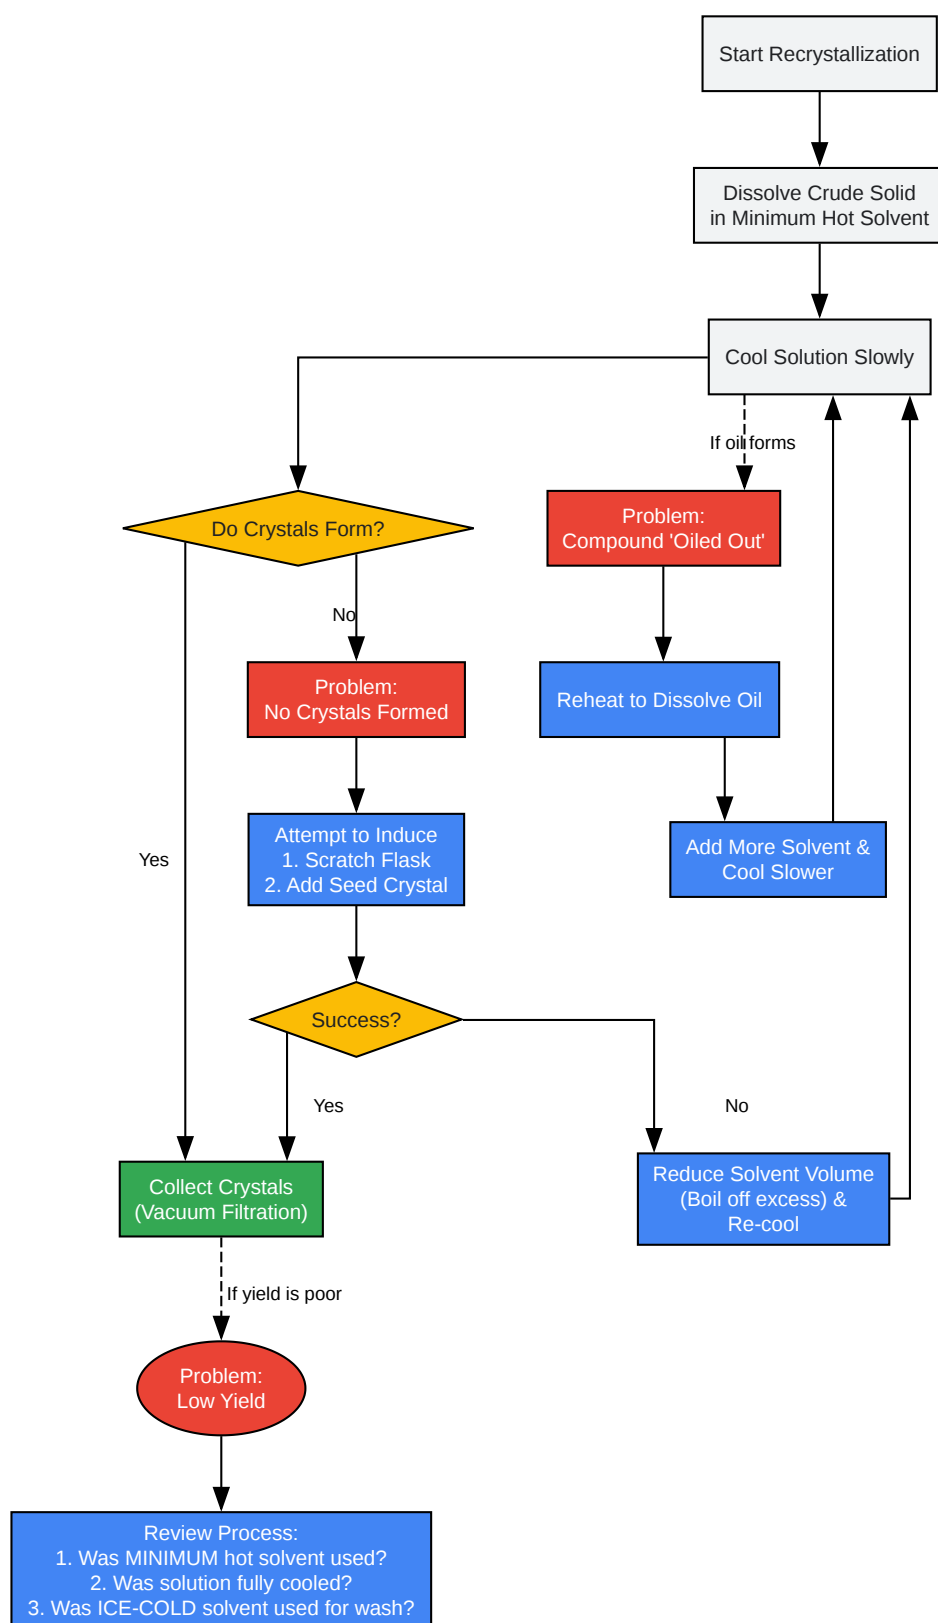 Start Recrystallization
Dissolve Crude Solid
in Minimum Hot Solvent
Cool Solution Slowly
If oil forms
Do Crystals Form?
Problem:
Compound 'Oiled Out'
No
Problem:
No Crystals Formed
Reheat to Dissolve Oil
Yes
Attempt to Induce
1. Scratch Flask
2. Add Seed Crystal
Add More Solvent &
Cool Slower
Success?
Yes
No
Collect Crystals
(Vacuum Filtration)
Reduce Solvent Volume
(Boil off excess) &
Re-cool
If yield is poor
Problem:
Low Yield
Review Process:
1. Was MINIMUM hot solvent used?
2. Was solution fully cooled?
3. Was ICE-COLD solvent used for wash?